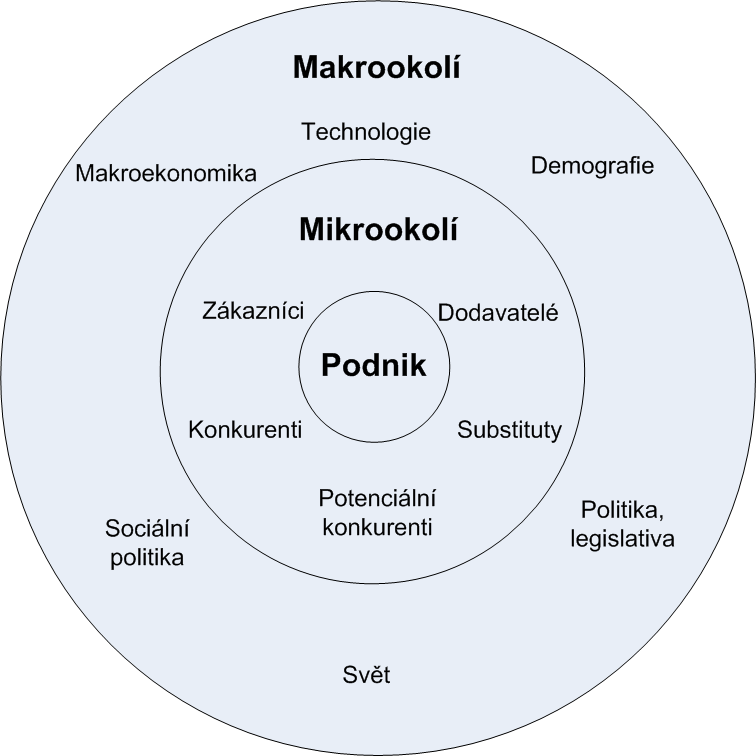 Makrookolí
Technologie
Makroekonomika
Demografie
Mikrookolí
Zákazníci
Dodavatelé
Podnik
Konkurenti
Substituty
Potenciální
konkurenti
Sociální
politika
Politika,
legislativa
Svět